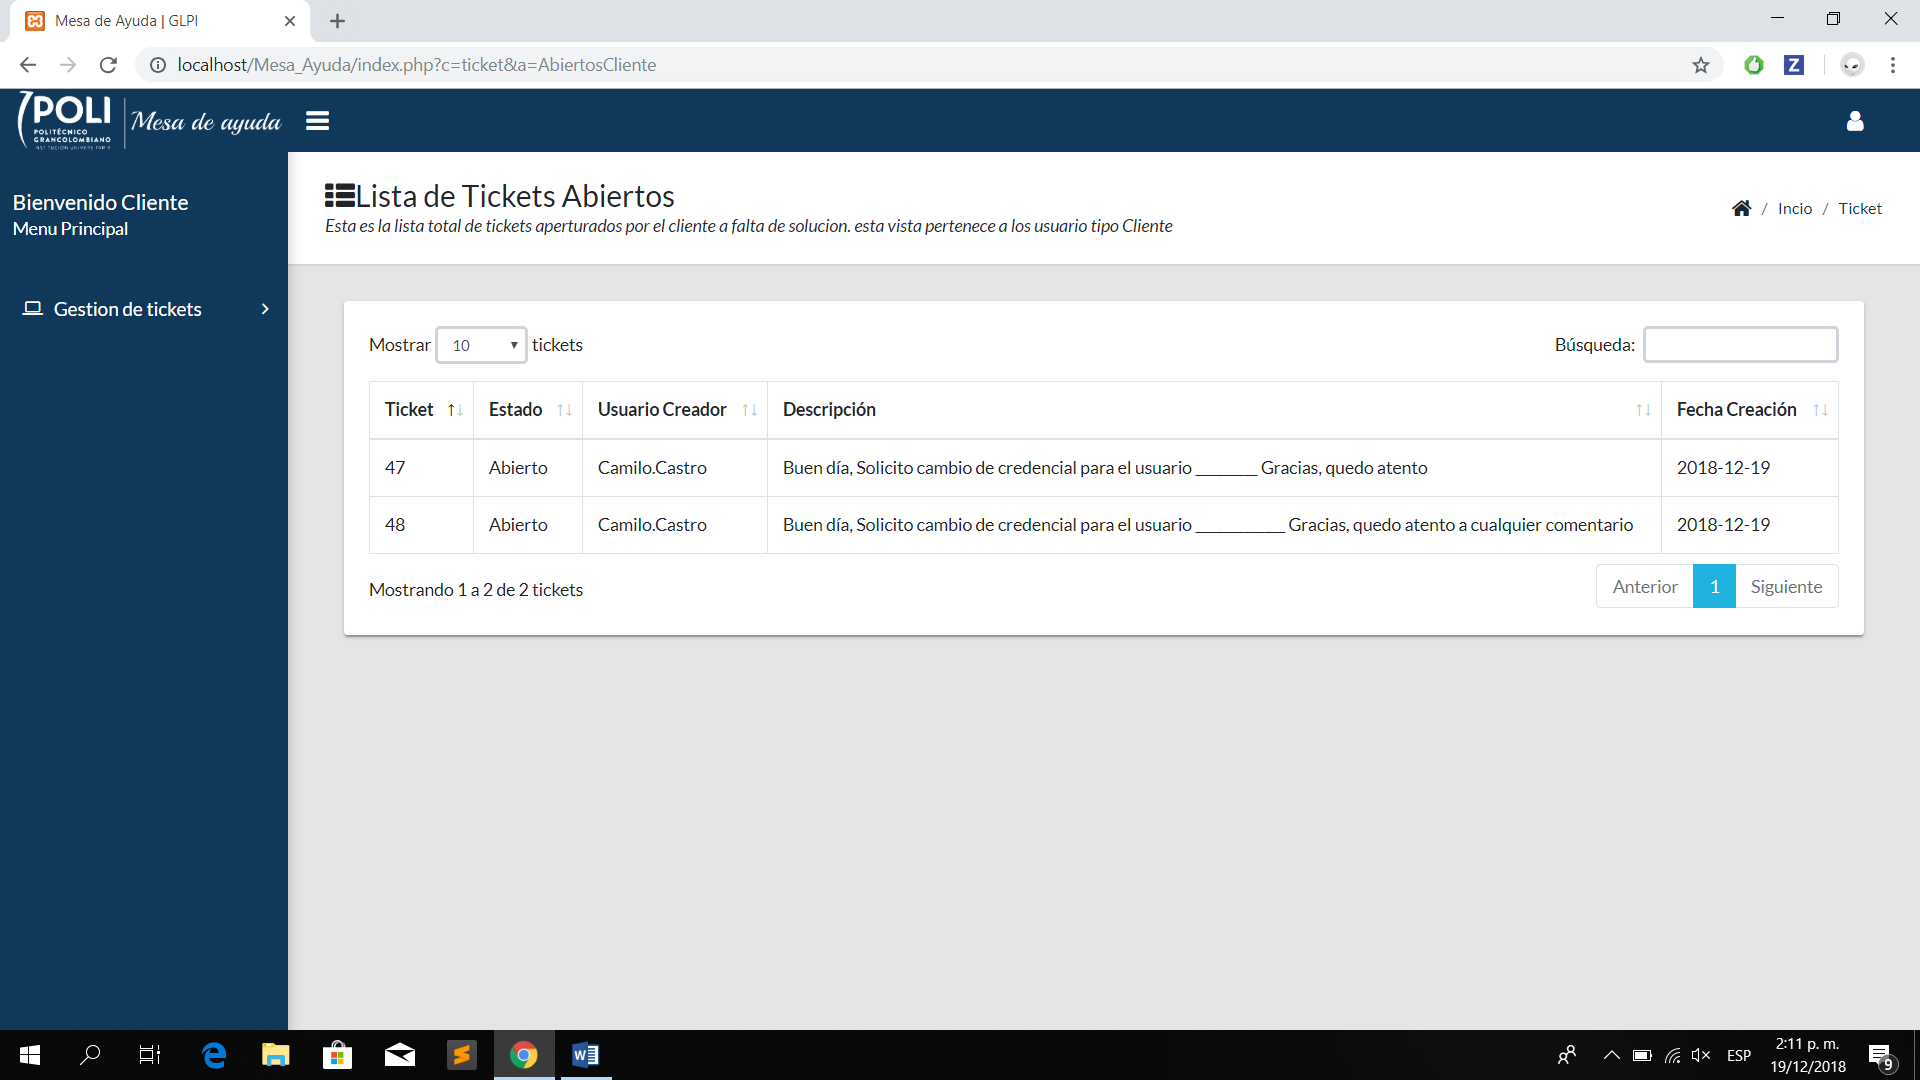 Mesa de Ayuda | GLPI
localhost/Mesa_Ayuda/index.php?c=ticket&a=AbiertosCliente
Z
POLI
POLITÉCNICO
GRANCOLOMBIANO
Mesa de ayuda
Bienvenido Cliente
Menu Principal
Gestion de tickets
Lista de Tickets Abiertos
Esta es la lista total de tickets aperturados por el cliente a falta de solucion. esta vista pertenece a los usuario tipo Cliente
/ Incio / Ticket
Mostrar 10 tickets
Búsqueda:
Ticket Estado Usuario Creador Descripción Fecha Creación
47 Abierto Camilo.Castro Buen día, Solicito cambio de credencial para el usuario _________ Gracias, quedo atento 2018-12-19
48 Abierto Camilo.Castro Buen día, Solicito cambio de credencial para el usuario _____________ Gracias, quedo atento a cualquier comentario 2018-12-19
Mostrando 1 a 2 de 2 tickets
Anterior 1 Siguiente
ESP
2:11 p. m.
19/12/2018
9